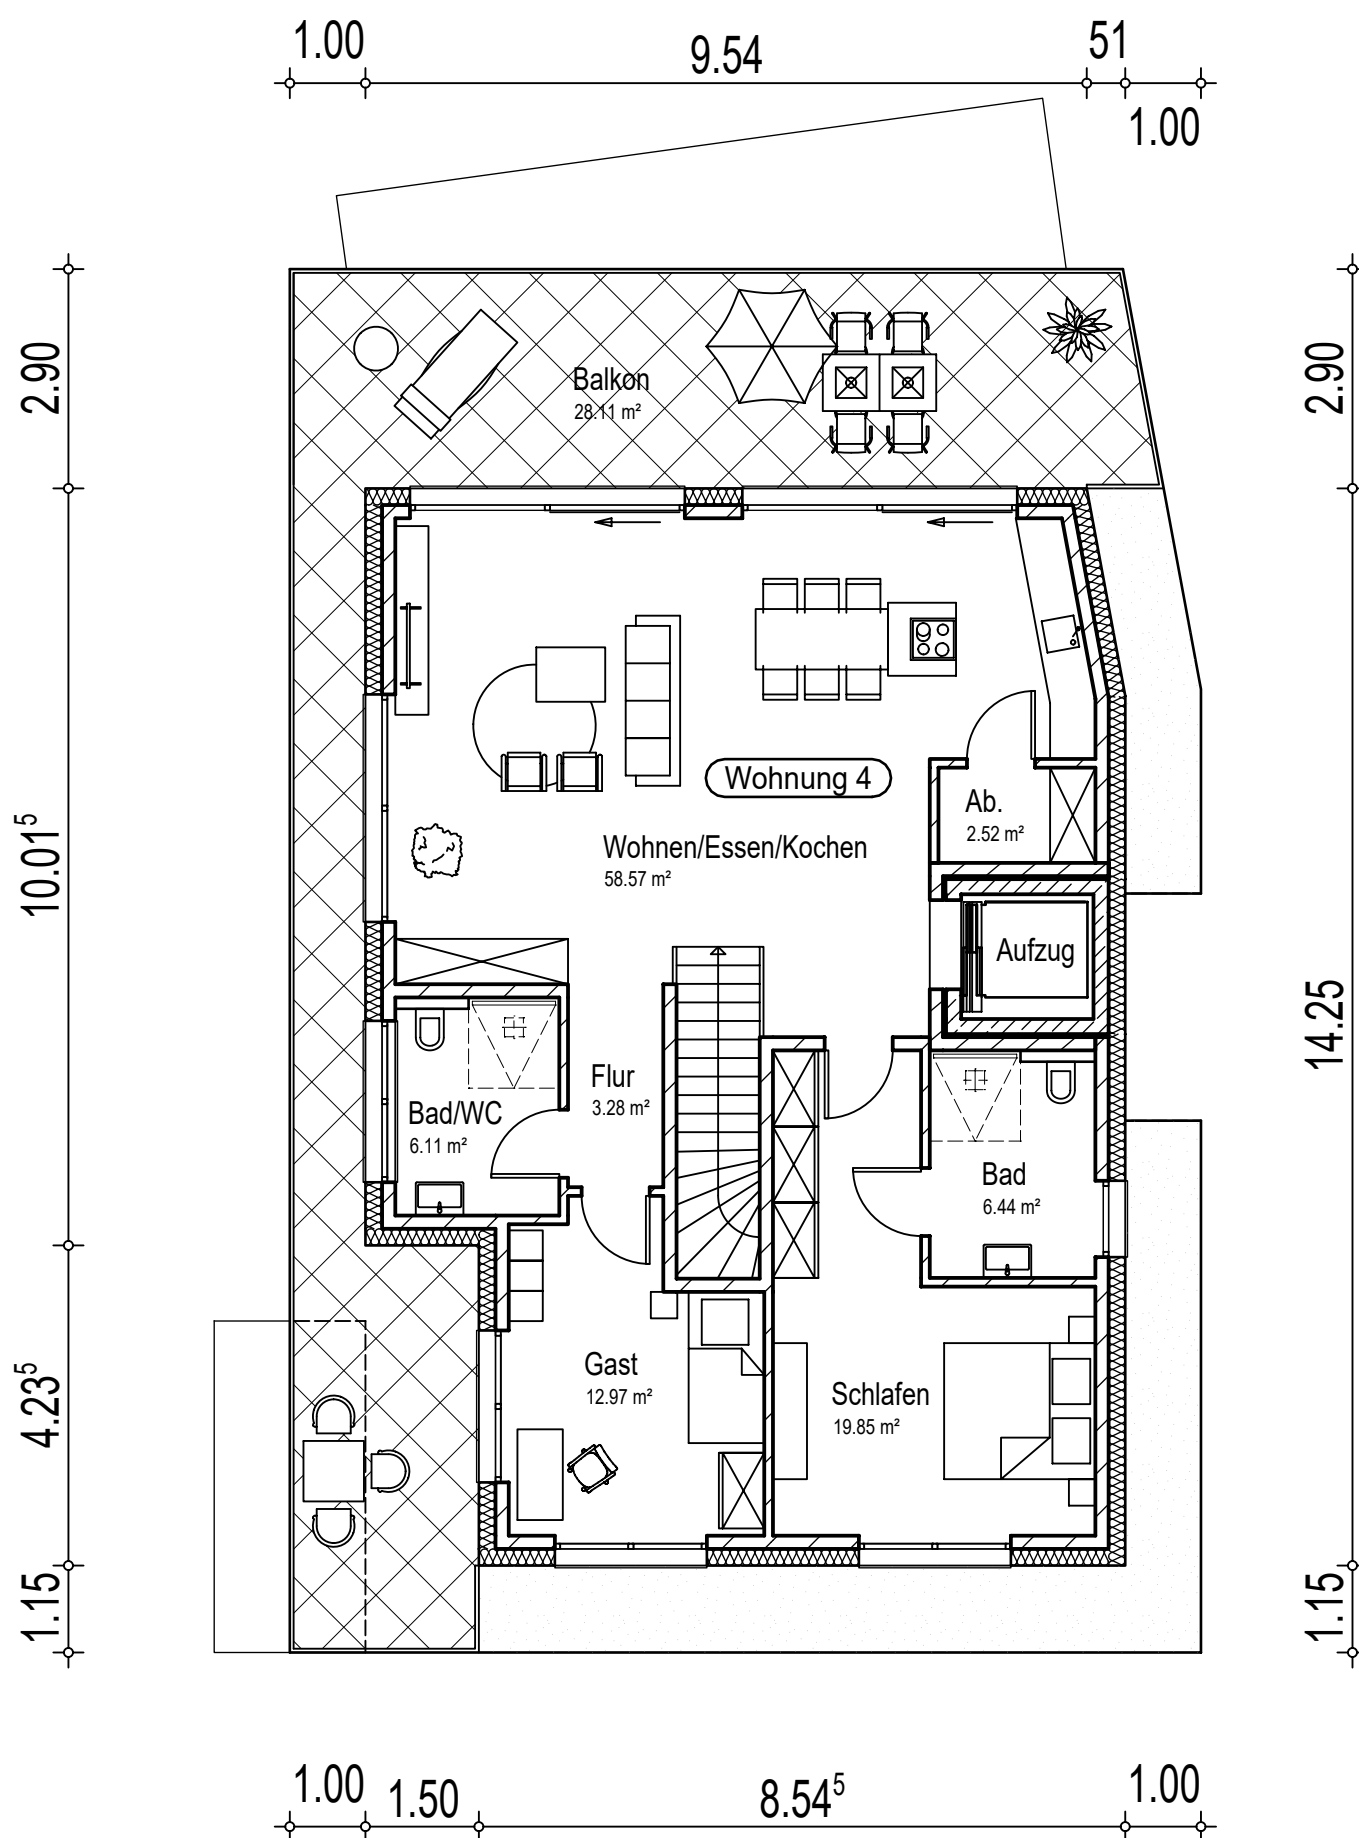 1.00
9.54
51
1.00
2.90
2.90
Balkon
28.11 m²
Wohnung 4
Ab.
2.52 m²
Wohnen/Essen/Kochen
58.57 m²
10.01⁵
Aufzug
14.25
Flur
3.28 m²
Bad/WC
6.11 m²
Bad
6.44 m²
Gast
12.97 m²
Schlafen
19.85 m²
4.23⁵
1.15
1.15
1.00
1.50
8.54⁵
1.00